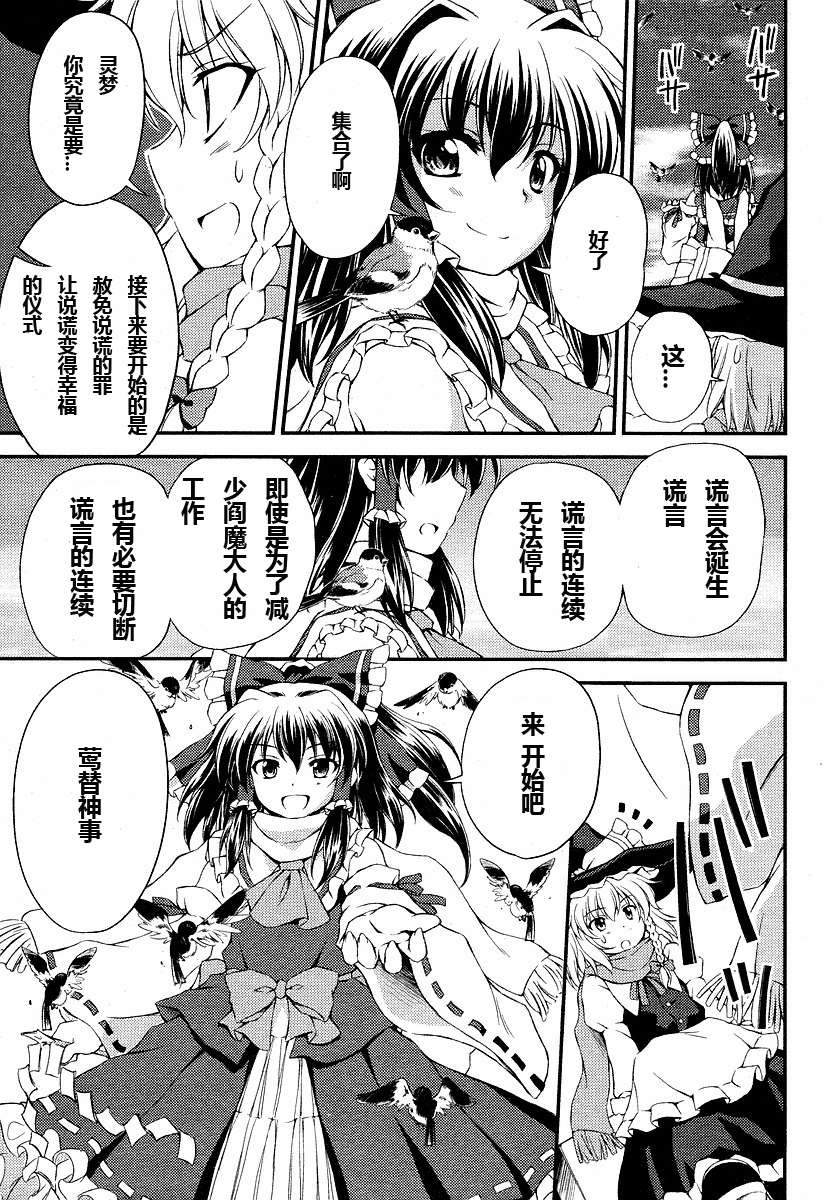 这…
好了
集合了啊
灵梦
你究竟是要…
接下来要开始的是
赦免说谎的罪
让说谎变得幸福
的仪式
谎言会诞生
谎言
谎言的连续
无法停止
即使是为了减
少阎魔大人的
工作
也有必要切断
谎言的连续
来 开始吧
莺替神事